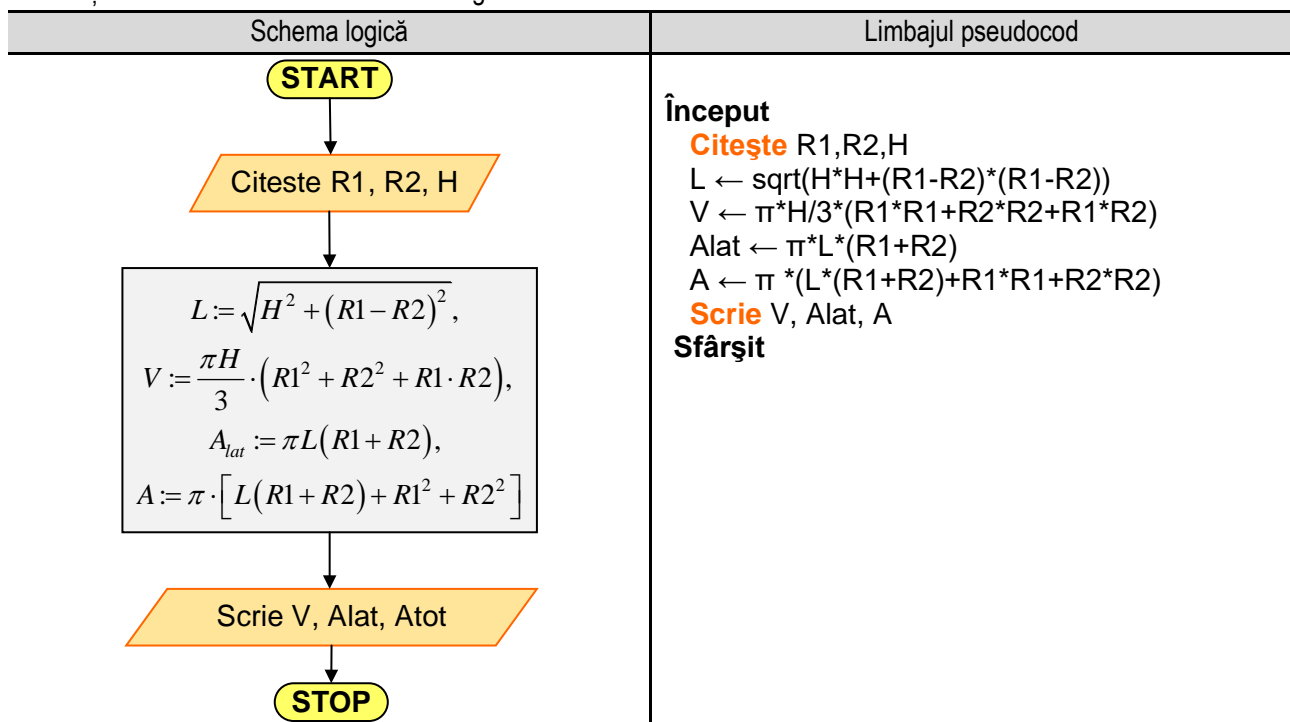 Schema logică
Limbajul pseudocod
START
Citeste R1, R2, H
L := √(H² + (R1 − R2)²),
V := πH/3 · (R1² + R2² + R1 · R2),
A_lat := πL(R1 + R2),
A := π · [L(R1 + R2) + R1² + R2²]
Scrie V, Alat, Atot
STOP
Început
Citeşte R1,R2,H
L ← sqrt(H*H+(R1-R2)*(R1-R2))
V ← π*H/3*(R1*R1+R2*R2+R1*R2)
Alat ← π*L*(R1+R2)
A ← π *(L*(R1+R2)+R1*R1+R2*R2)
Scrie V, Alat, A
Sfârşit